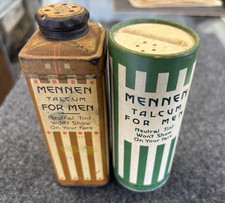 MENNEN
TALCUM
FOR MEN
Neutral Tint
Won't Show
On Your Face
MENNEN
TALCUM
FOR MEN
Neutral Tint
Won't Show
On Your Face